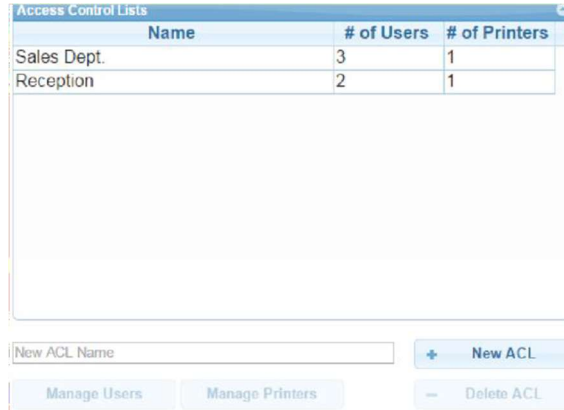 Access Control Lists
Name # of Users # of Printers
Sales Dept. 3 1
Reception 2 1
New ACL Name + New ACL
Manage Users Manage Printers − Delete ACL